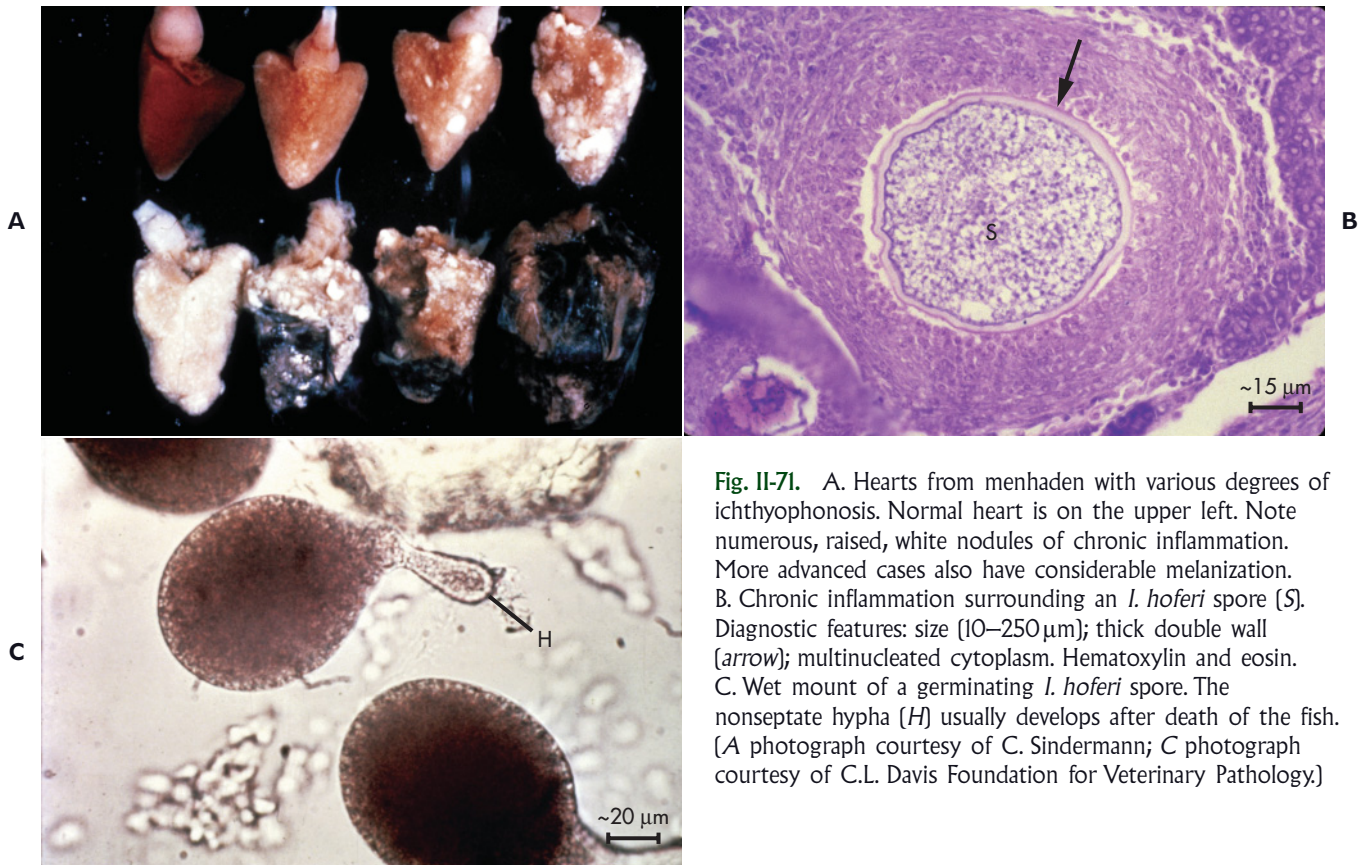 A
B
S
~15 µm
C
H
~20 µm
Fig. II-71. A. Hearts from menhaden with various degrees of
ichthyophonosis. Normal heart is on the upper left. Note
numerous, raised, white nodules of chronic inflammation.
More advanced cases also have considerable melanization.
B. Chronic inflammation surrounding an I. hoferi spore (S).
Diagnostic features: size (10–250 µm); thick double wall
(arrow); multinucleated cytoplasm. Hematoxylin and eosin.
C. Wet mount of a germinating I. hoferi spore. The
nonseptate hypha (H) usually develops after death of the fish.
(A photograph courtesy of C. Sindermann; C photograph
courtesy of C.L. Davis Foundation for Veterinary Pathology.)